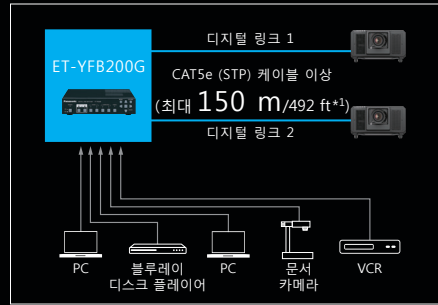 디지털 링크 1
ET-YFB200G
CAT5e (STP) 케이블 이상
(최대 150 m/492 ft*1)
디지털 링크 2
PC
블루레이
디스크 플레이어
PC
문서
카메라
VCR